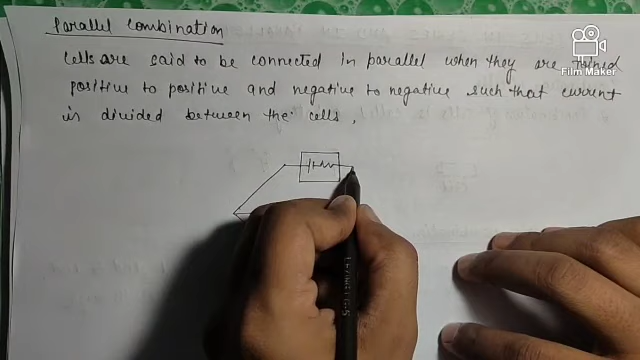 Parallel Combination
Cells are said to be connected in parallel when they are joined
positive to positive and negative to negative such that current
is divided between the cells.
Film Maker